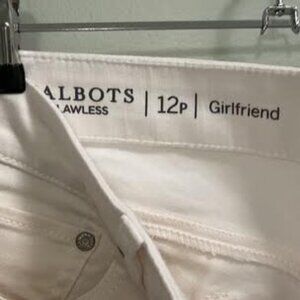 ALBOTS | 12P | Girlfriend
LAWLESS